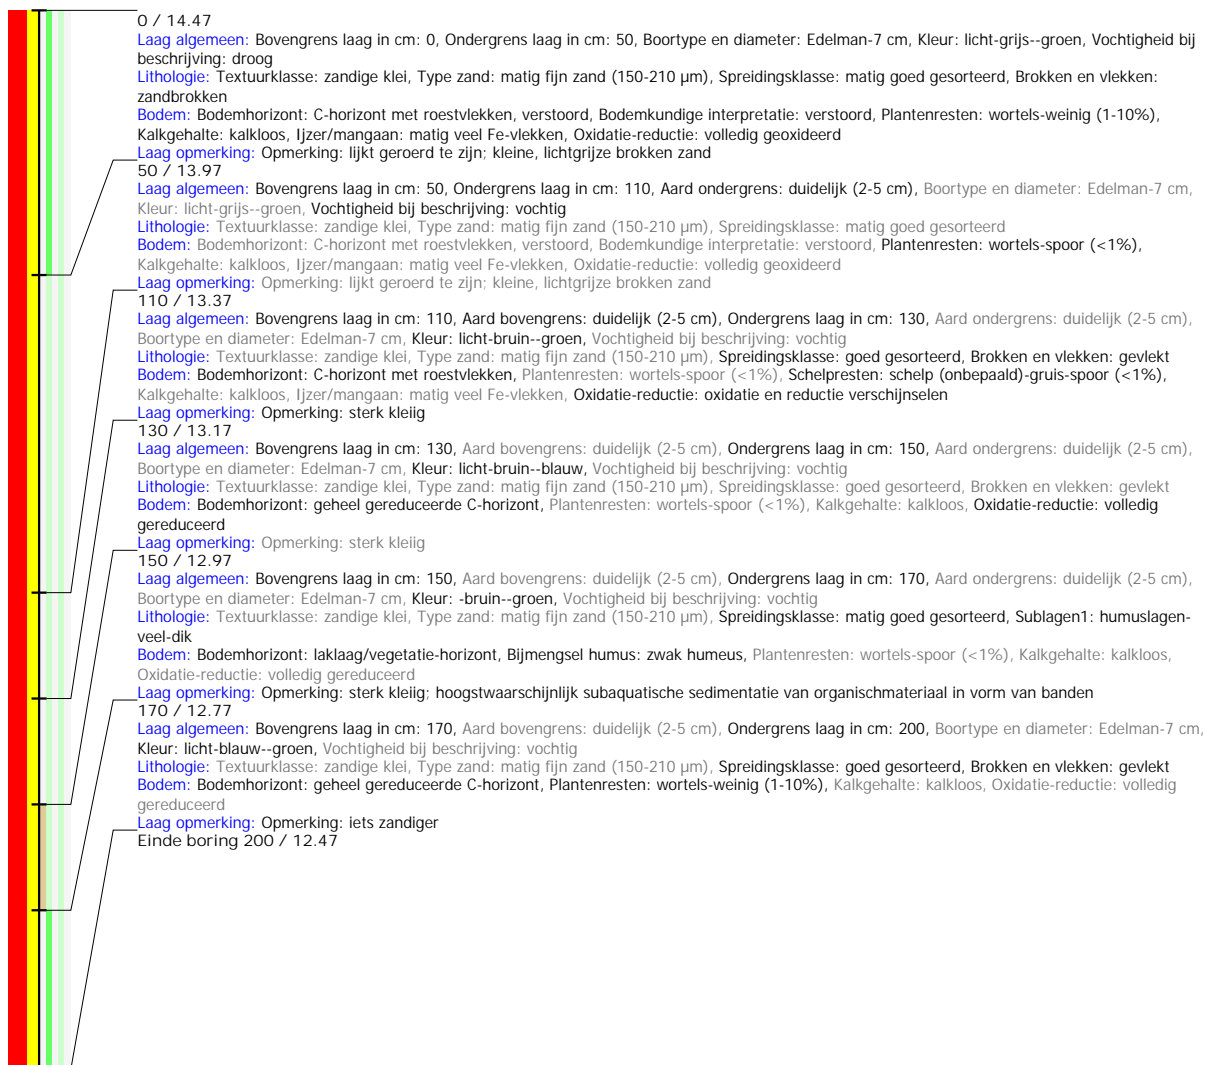 0 / 14.47
Laag algemeen: Bovengrens laag in cm: 0, Ondergrens laag in cm: 50, Boortype en diameter: Edelman-7 cm, Kleur: licht-grijs--groen, Vochtigheid bij
beschrijving: droog
Lithologie: Textuurklasse: zandige klei, Type zand: matig fijn zand (150-210 µm), Spreidingsklasse: matig goed gesorteerd, Brokken en vlekken:
zandbrokken
Bodem: Bodemhorizont: C-horizont met roestvlekken, verstoord, Bodemkundige interpretatie: verstoord, Plantenresten: wortels-weinig (1-10%),
Kalkgehalte: kalkloos, Ijzer/mangaan: matig veel Fe-vlekken, Oxidatie-reductie: volledig geoxideerd
Laag opmerking: Opmerking: lijkt geroerd te zijn; kleine, lichtgrijze brokken zand
50 / 13.97
Laag algemeen: Bovengrens laag in cm: 50, Ondergrens laag in cm: 110, Aard ondergrens: duidelijk (2-5 cm), Boortype en diameter: Edelman-7 cm,
Kleur: licht-grijs--groen, Vochtigheid bij beschrijving: vochtig
Lithologie: Textuurklasse: zandige klei, Type zand: matig fijn zand (150-210 µm), Spreidingsklasse: matig goed gesorteerd
Bodem: Bodemhorizont: C-horizont met roestvlekken, verstoord, Bodemkundige interpretatie: verstoord, Plantenresten: wortels-spoor (<1%),
Kalkgehalte: kalkloos, Ijzer/mangaan: matig veel Fe-vlekken, Oxidatie-reductie: volledig geoxideerd
Laag opmerking: Opmerking: lijkt geroerd te zijn; kleine, lichtgrijze brokken zand
110 / 13.37
Laag algemeen: Bovengrens laag in cm: 110, Aard bovengrens: duidelijk (2-5 cm), Ondergrens laag in cm: 130, Aard ondergrens: duidelijk (2-5 cm),
Boortype en diameter: Edelman-7 cm, Kleur: licht-bruin--groen, Vochtigheid bij beschrijving: vochtig
Lithologie: Textuurklasse: zandige klei, Type zand: matig fijn zand (150-210 µm), Spreidingsklasse: goed gesorteerd, Brokken en vlekken: gevlekt
Bodem: Bodemhorizont: C-horizont met roestvlekken, Plantenresten: wortels-spoor (<1%), Schelpresten: schelp (onbepaald)-gruis-spoor (<1%),
Kalkgehalte: kalkloos, Ijzer/mangaan: matig veel Fe-vlekken, Oxidatie-reductie: oxidatie en reductie verschijnselen
Laag opmerking: Opmerking: sterk kleiig
130 / 13.17
Laag algemeen: Bovengrens laag in cm: 130, Aard bovengrens: duidelijk (2-5 cm), Ondergrens laag in cm: 150, Aard ondergrens: duidelijk (2-5 cm),
Boortype en diameter: Edelman-7 cm, Kleur: licht-bruin--blauw, Vochtigheid bij beschrijving: vochtig
Lithologie: Textuurklasse: zandige klei, Type zand: matig fijn zand (150-210 µm), Spreidingsklasse: goed gesorteerd, Brokken en vlekken: gevlekt
Bodem: Bodemhorizont: geheel gereduceerde C-horizont, Plantenresten: wortels-spoor (<1%), Kalkgehalte: kalkloos, Oxidatie-reductie: volledig
gereduceerd
Laag opmerking: Opmerking: sterk kleiig
150 / 12.97
Laag algemeen: Bovengrens laag in cm: 150, Aard bovengrens: duidelijk (2-5 cm), Ondergrens laag in cm: 170, Aard ondergrens: duidelijk (2-5 cm),
Boortype en diameter: Edelman-7 cm, Kleur: -bruin--groen, Vochtigheid bij beschrijving: vochtig
Lithologie: Textuurklasse: zandige klei, Type zand: matig fijn zand (150-210 µm), Spreidingsklasse: matig goed gesorteerd, Sublagen1: humuslagen-
veel-dik
Bodem: Bodemhorizont: laklaag/vegetatie-horizont, Bijmengsel humus: zwak humeus, Plantenresten: wortels-spoor (<1%), Kalkgehalte: kalkloos,
Oxidatie-reductie: volledig gereduceerd
Laag opmerking: Opmerking: sterk kleiig; hoogstwaarschijnlijk subaquatische sedimentatie van organischmateriaal in vorm van banden
170 / 12.77
Laag algemeen: Bovengrens laag in cm: 170, Aard bovengrens: duidelijk (2-5 cm), Ondergrens laag in cm: 200, Boortype en diameter: Edelman-7 cm,
Kleur: licht-blauw--groen, Vochtigheid bij beschrijving: vochtig
Lithologie: Textuurklasse: zandige klei, Type zand: matig fijn zand (150-210 µm), Spreidingsklasse: goed gesorteerd, Brokken en vlekken: gevlekt
Bodem: Bodemhorizont: geheel gereduceerde C-horizont, Plantenresten: wortels-weinig (1-10%), Kalkgehalte: kalkloos, Oxidatie-reductie: volledig
gereduceerd
Laag opmerking: Opmerking: iets zandiger
Einde boring 200 / 12.47